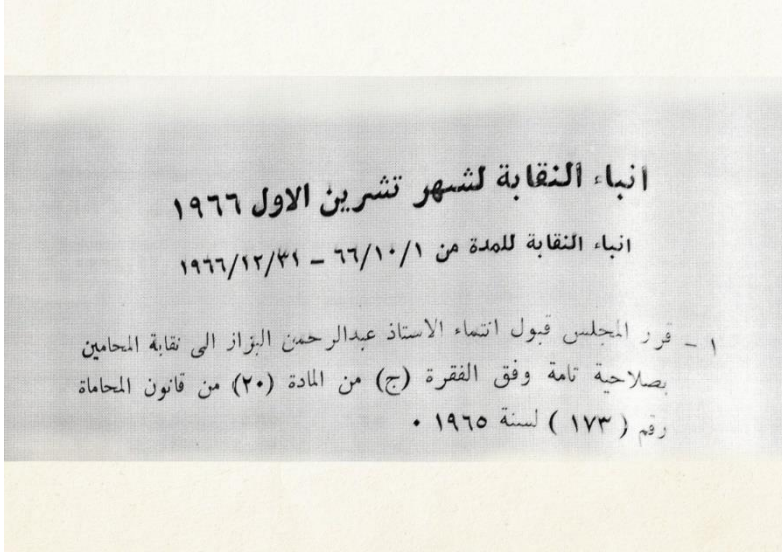 انباء النقابة لشهر تشرين الاول ١٩٦٦
انباء النقابة للمدة من ٦٦/١٠/١ – ١٩٦٦/١٢/٣١
١ – قرر المجلس قبول انتماء الاستاذ عبدالرحمن البزاز الى نقابة المحامين
بصلاحية تامة وفق الفقرة (ج) من المادة (٢٠) من قانون المحاماة
رقم ( ١٧٣ ) لسنة ١٩٦٥ ٠